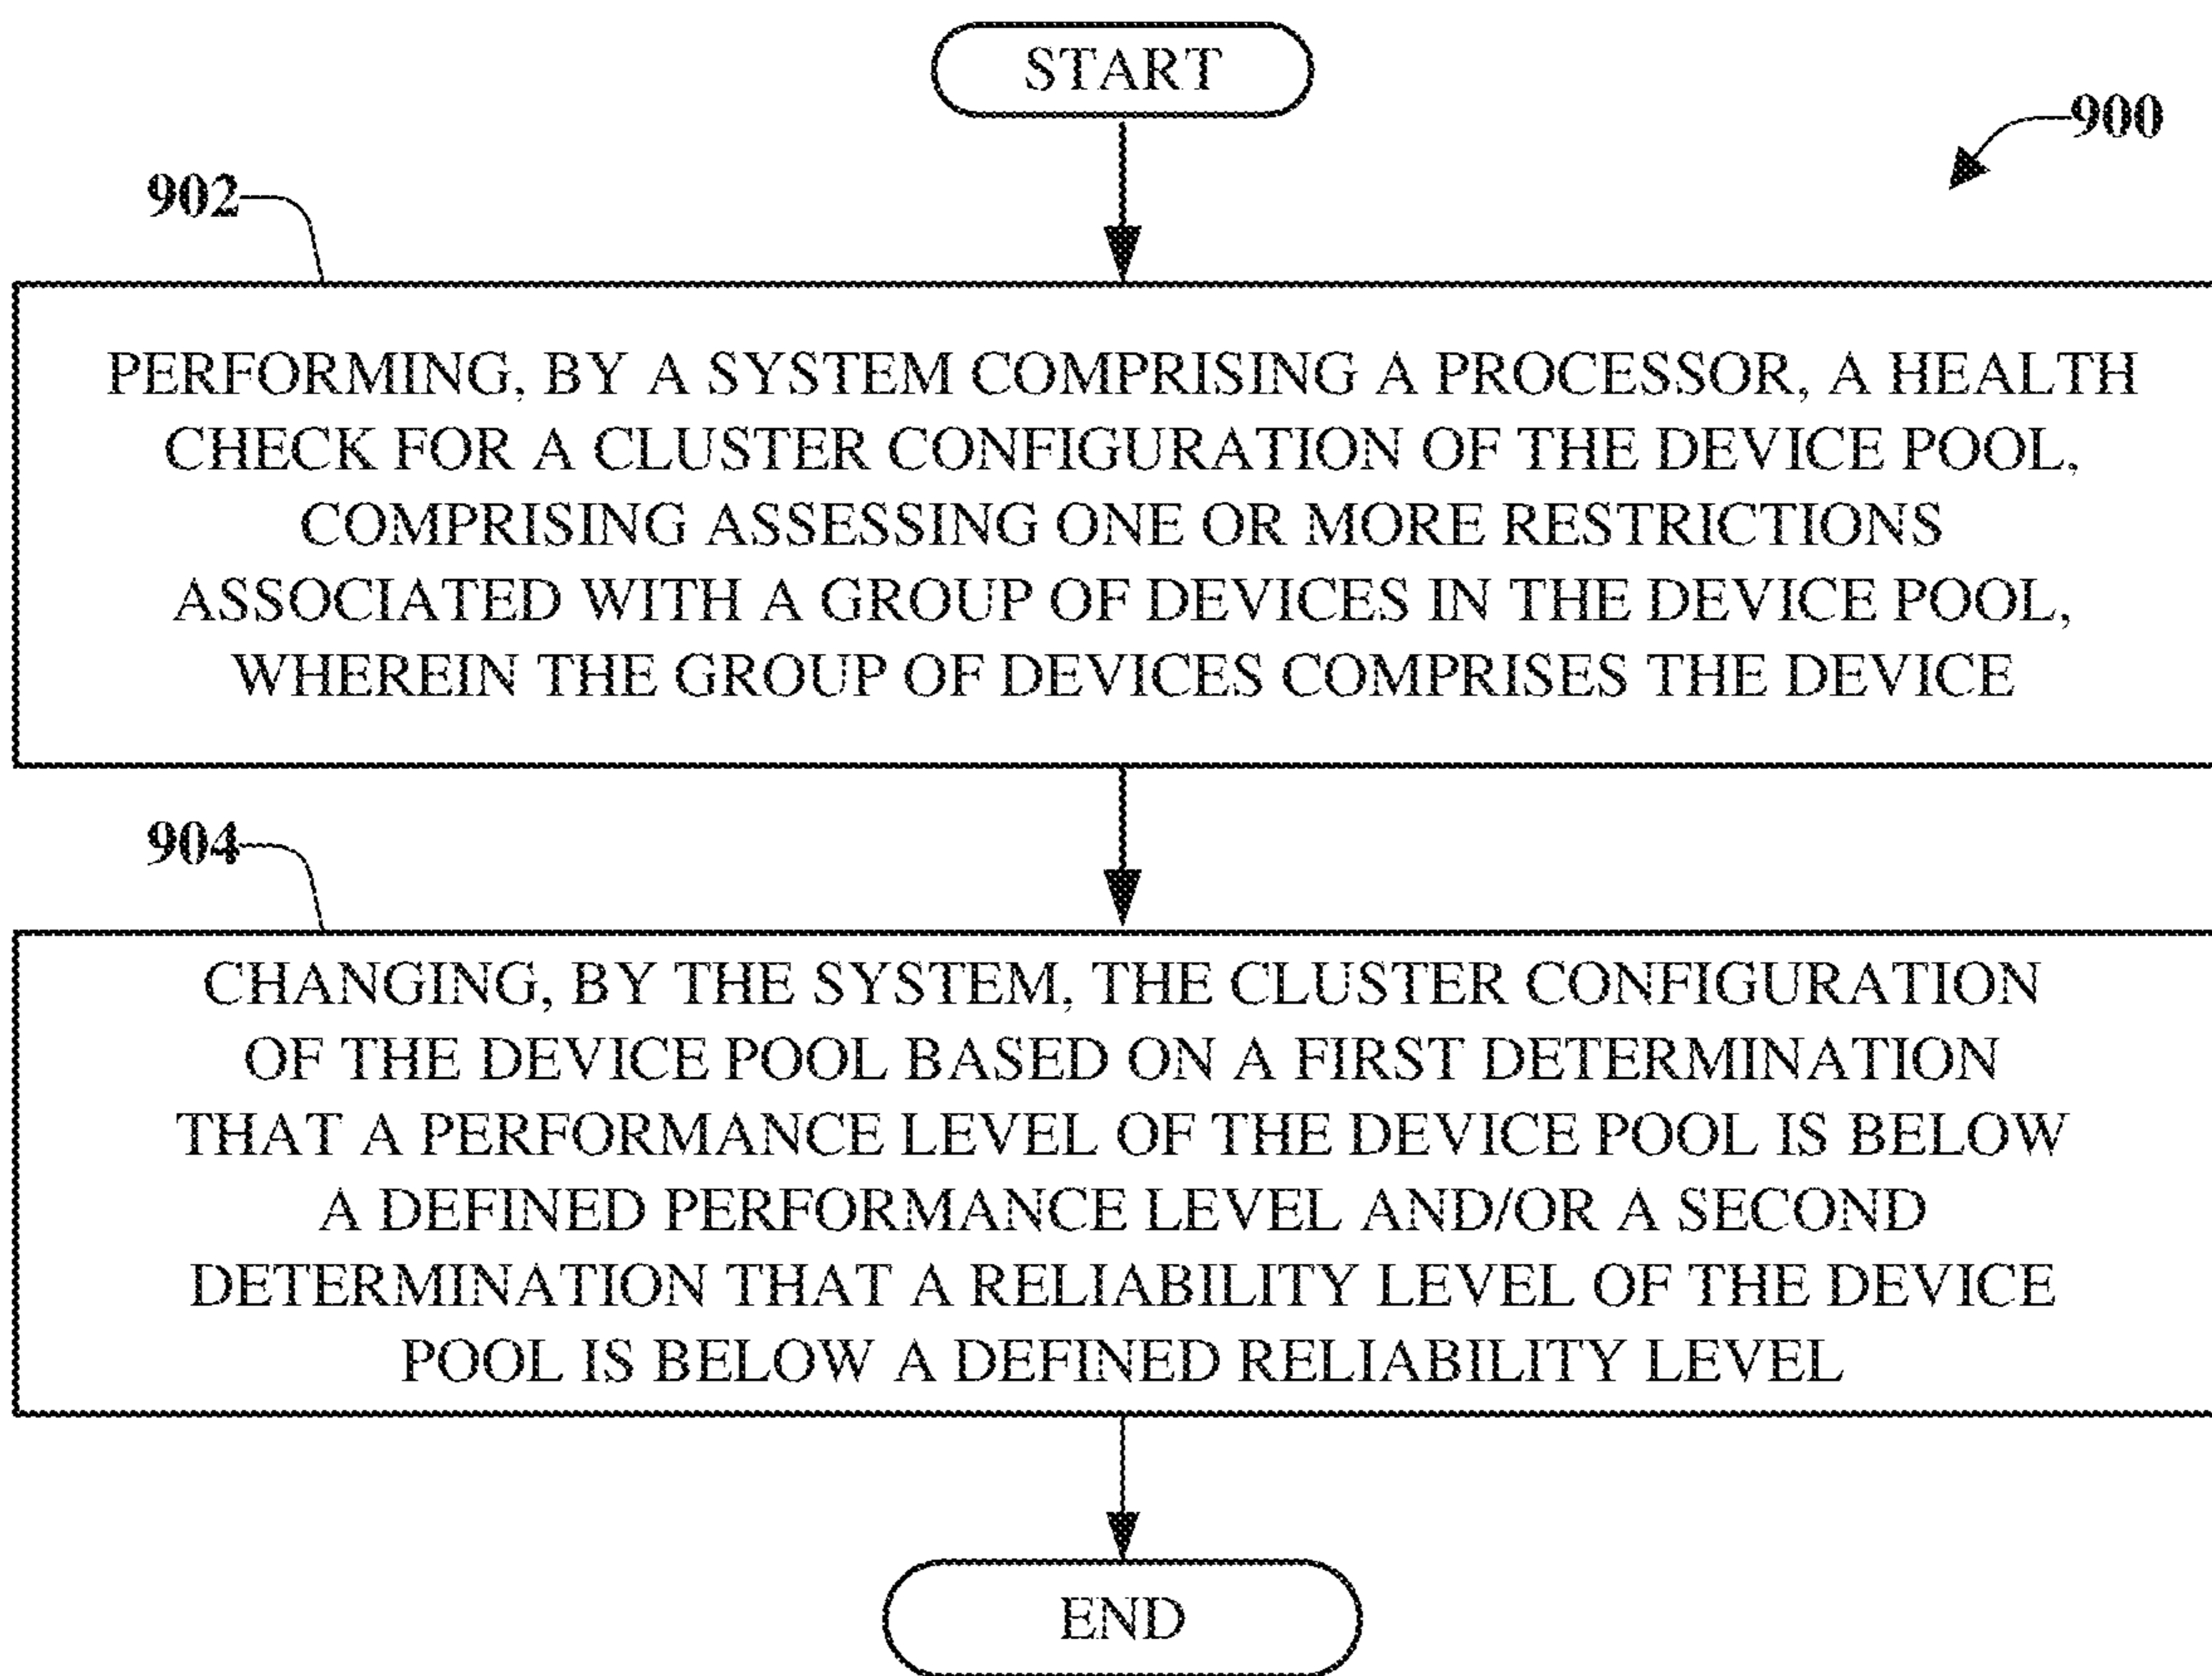 START
900
902
PERFORMING, BY A SYSTEM COMPRISING A PROCESSOR, A HEALTH
CHECK FOR A CLUSTER CONFIGURATION OF THE DEVICE POOL,
COMPRISING ASSESSING ONE OR MORE RESTRICTIONS
ASSOCIATED WITH A GROUP OF DEVICES IN THE DEVICE POOL,
WHEREIN THE GROUP OF DEVICES COMPRISES THE DEVICE
904
CHANGING, BY THE SYSTEM, THE CLUSTER CONFIGURATION
OF THE DEVICE POOL BASED ON A FIRST DETERMINATION
THAT A PERFORMANCE LEVEL OF THE DEVICE POOL IS BELOW
A DEFINED PERFORMANCE LEVEL AND/OR A SECOND
DETERMINATION THAT A RELIABILITY LEVEL OF THE DEVICE
POOL IS BELOW A DEFINED RELIABILITY LEVEL
END